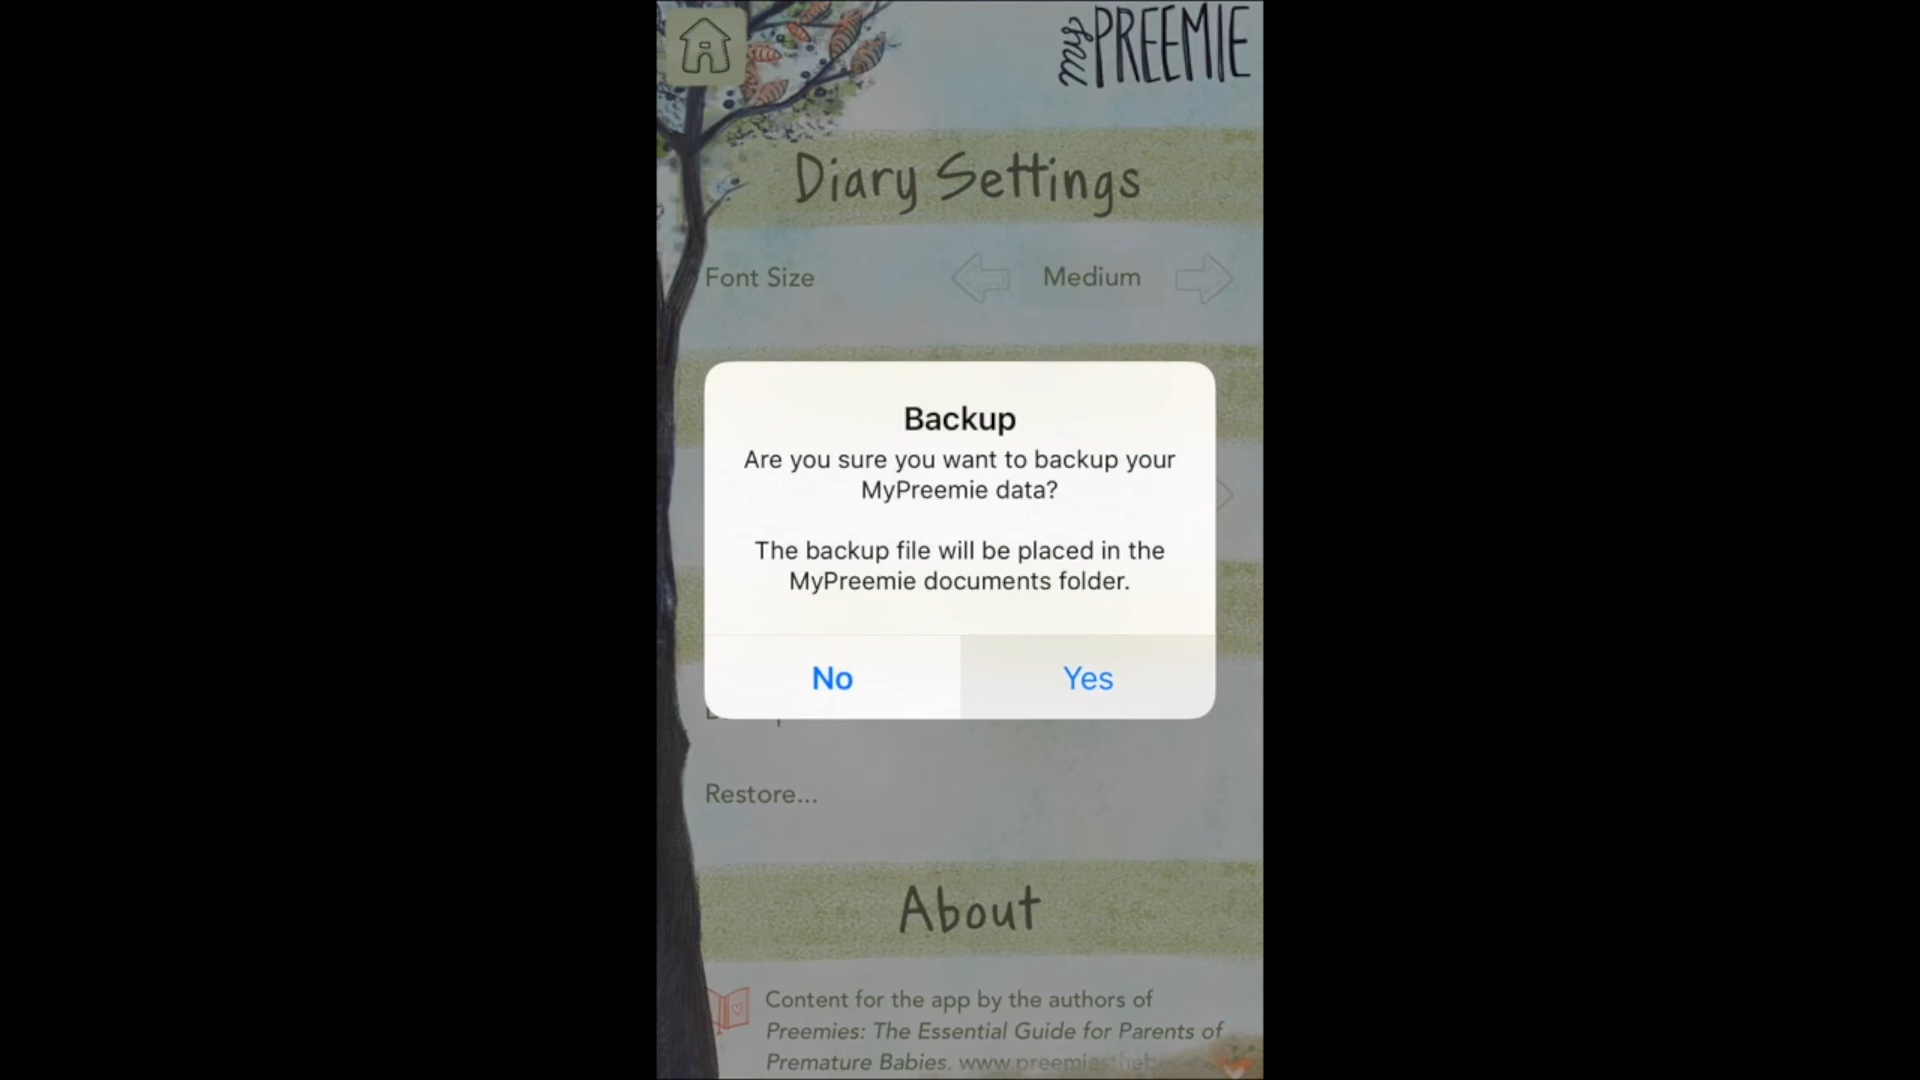 my PREEMIE
Diary Settings
Font Size
Medium
Backup
Are you sure you want to backup your
MyPreemie data?
The backup file will be placed in the
MyPreemie documents folder.
No
Yes
Restore...
About
Content for the app by the authors of
Preemies: The Essential Guide for Parents of
Premature Babies.